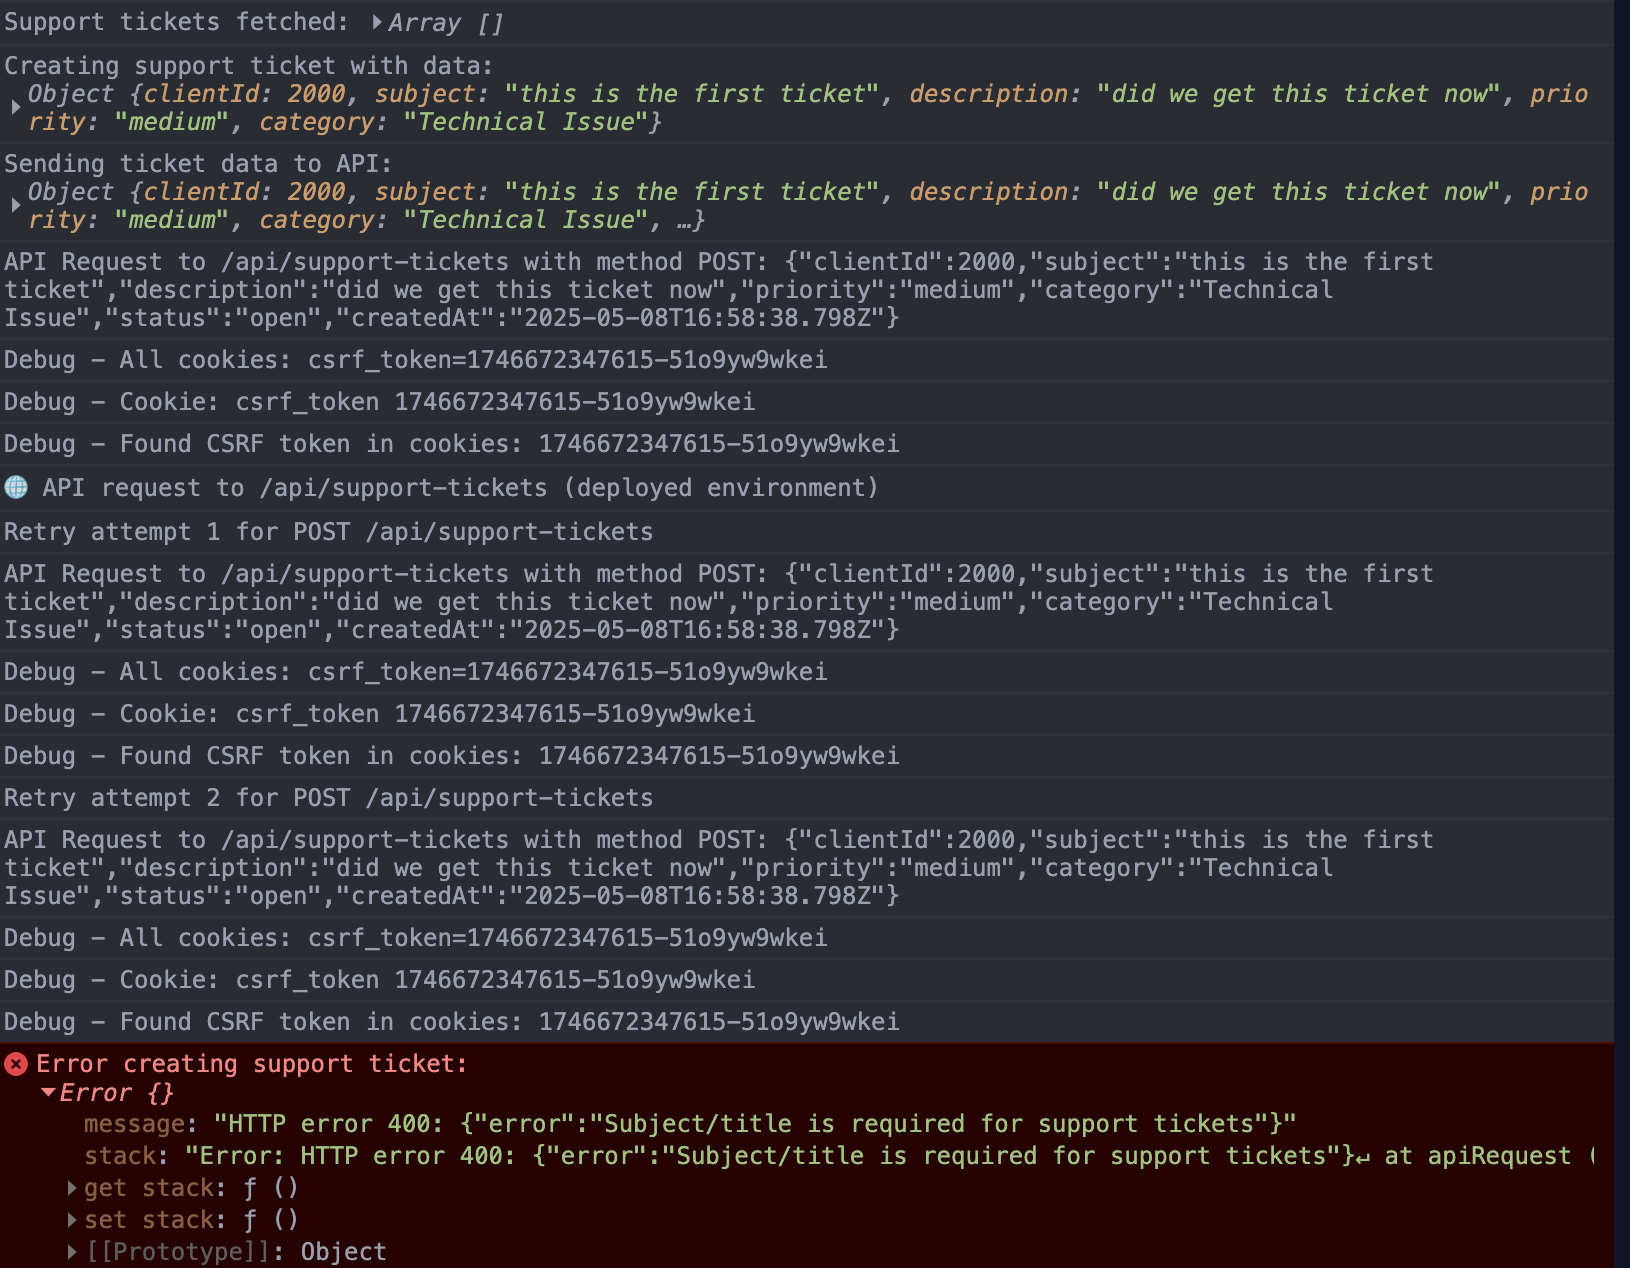 Support tickets fetched: Array []
Creating support ticket with data:
Object {clientId: 2000, subject: "this is the first ticket", description: "did we get this ticket now", prio
rity: "medium", category: "Technical Issue"}
Sending ticket data to API:
Object {clientId: 2000, subject: "this is the first ticket", description: "did we get this ticket now", prio
rity: "medium", category: "Technical Issue", …}
API Request to /api/support-tickets with method POST: {"clientId":2000,"subject":"this is the first
ticket","description":"did we get this ticket now","priority":"medium","category":"Technical
Issue","status":"open","createdAt":"2025-05-08T16:58:38.798Z"}
Debug – All cookies: csrf_token=1746672347615-51o9yw9wkei
Debug – Cookie: csrf_token 1746672347615-51o9yw9wkei
Debug – Found CSRF token in cookies: 1746672347615-51o9yw9wkei
🌐 API request to /api/support-tickets (deployed environment)
Retry attempt 1 for POST /api/support-tickets
API Request to /api/support-tickets with method POST: {"clientId":2000,"subject":"this is the first
ticket","description":"did we get this ticket now","priority":"medium","category":"Technical
Issue","status":"open","createdAt":"2025-05-08T16:58:38.798Z"}
Debug – All cookies: csrf_token=1746672347615-51o9yw9wkei
Debug – Cookie: csrf_token 1746672347615-51o9yw9wkei
Debug – Found CSRF token in cookies: 1746672347615-51o9yw9wkei
Retry attempt 2 for POST /api/support-tickets
API Request to /api/support-tickets with method POST: {"clientId":2000,"subject":"this is the first
ticket","description":"did we get this ticket now","priority":"medium","category":"Technical
Issue","status":"open","createdAt":"2025-05-08T16:58:38.798Z"}
Debug – All cookies: csrf_token=1746672347615-51o9yw9wkei
Debug – Cookie: csrf_token 1746672347615-51o9yw9wkei
Debug – Found CSRF token in cookies: 1746672347615-51o9yw9wkei
Error creating support ticket:
Error {}
message: "HTTP error 400: {"error":"Subject/title is required for support tickets"}"
stack: "Error: HTTP error 400: {"error":"Subject/title is required for support tickets"}↵ at apiRequest (
get stack: ƒ ()
set stack: ƒ ()
[[Prototype]]: Object